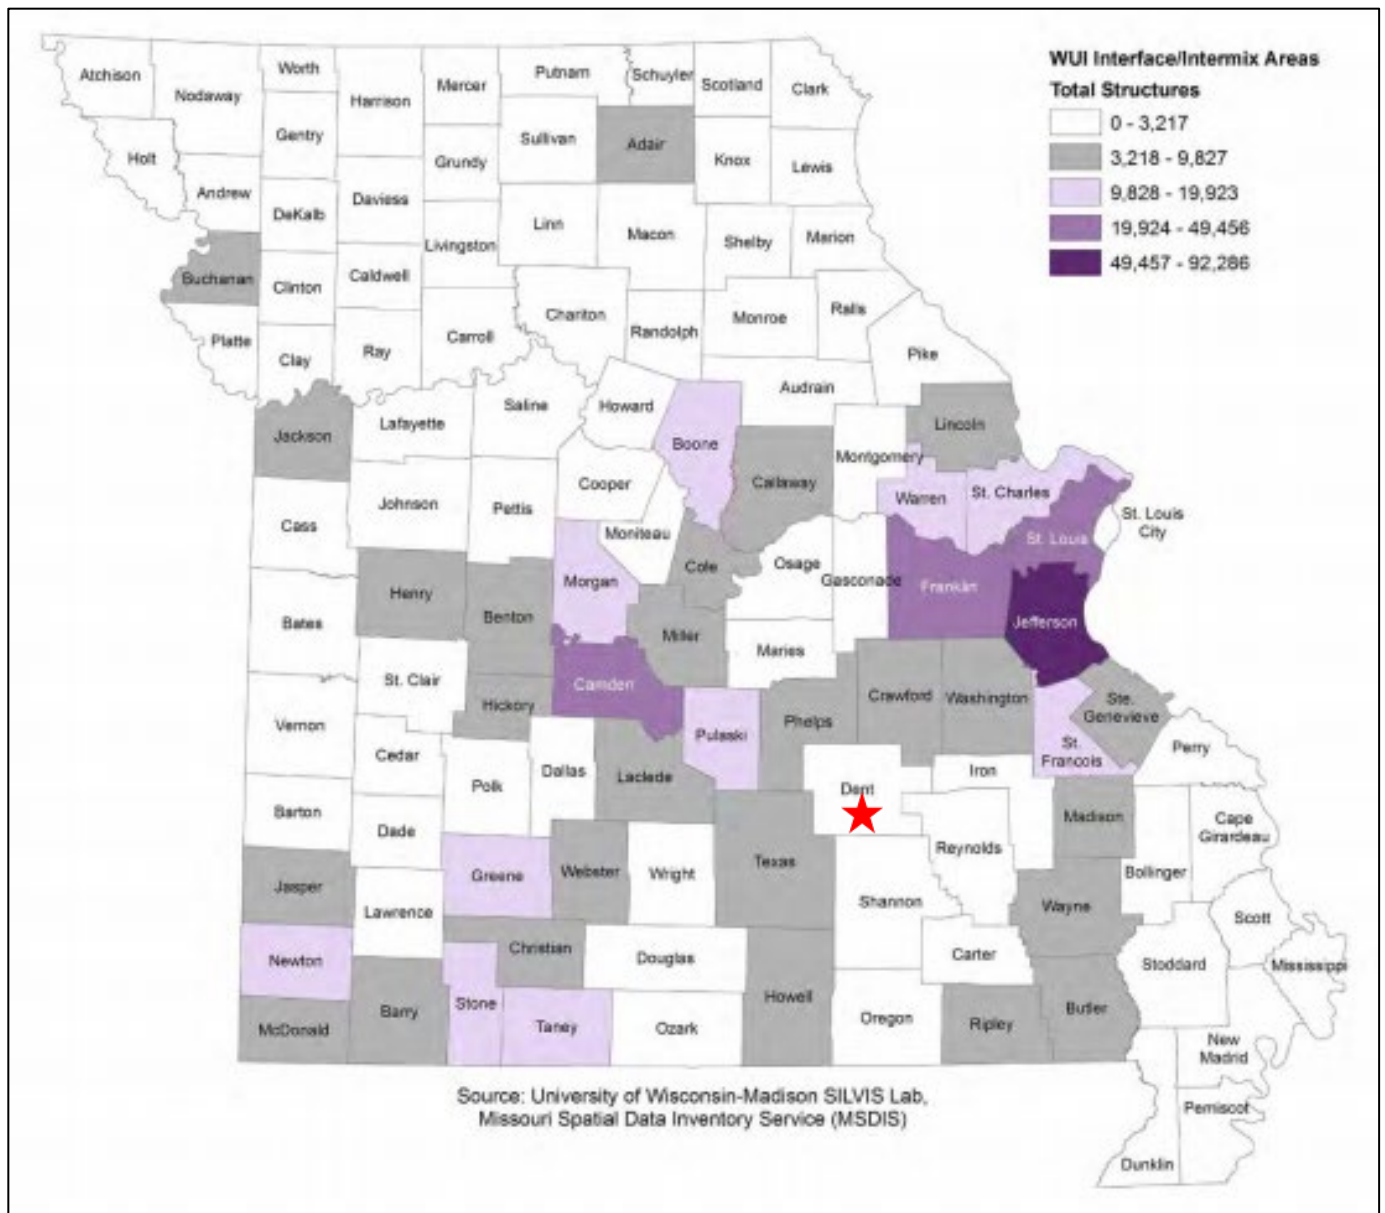 WUI Interface/Intermix Areas
Total Structures
0 - 3,217
3,218 - 9,827
9,828 - 19,923
19,924 - 49,456
49,457 - 92,286
Atchison
Nodaway
Worth
Harrison
Mercer
Putnam
Schuyler
Scotland
Clark
Gentry
Sullivan
Adair
Holt
Grundy
Knox
Lewis
Andrew
DeKalb
Daviess
Linn
Macon
Livingston
Shelby
Marion
Buchanan
Clinton
Caldwell
Chariton
Randolph
Monroe
Ralls
Platte
Clay
Ray
Carroll
Pike
Audrain
Saline
Howard
Lafayette
Jackson
Boone
Lincoln
Montgomery
Callaway
Cooper
Warren
St. Charles
Johnson
Pettis
Cass
Moniteau
St. Louis
City
St. Louis
Osage
Cole
Gasconade
Morgan
Franklin
Henry
Benton
Bates
Jefferson
Miller
Maries
St. Clair
Camden
Crawford
Washington
Hickory
Ste.
Genevieve
Phelps
Vernon
Pulaski
St.
Francois
Perry
Cedar
Dallas
Laclede
Iron
Polk
Dent
Barton
Madison
Cape
Girardeau
Dade
Reynolds
Texas
Greene
Webster
Wright
Bollinger
Jasper
Shannon
Wayne
Lawrence
Scott
Christian
Newton
Douglas
Carter
Stoddard
Mississippi
Stone
Howell
Barry
Butler
McDonald
Taney
Ozark
Oregon
Ripley
New
Madrid
Pemiscot
Dunklin
Source: University of Wisconsin-Madison SILVIS Lab,
Missouri Spatial Data Inventory Service (MSDIS)